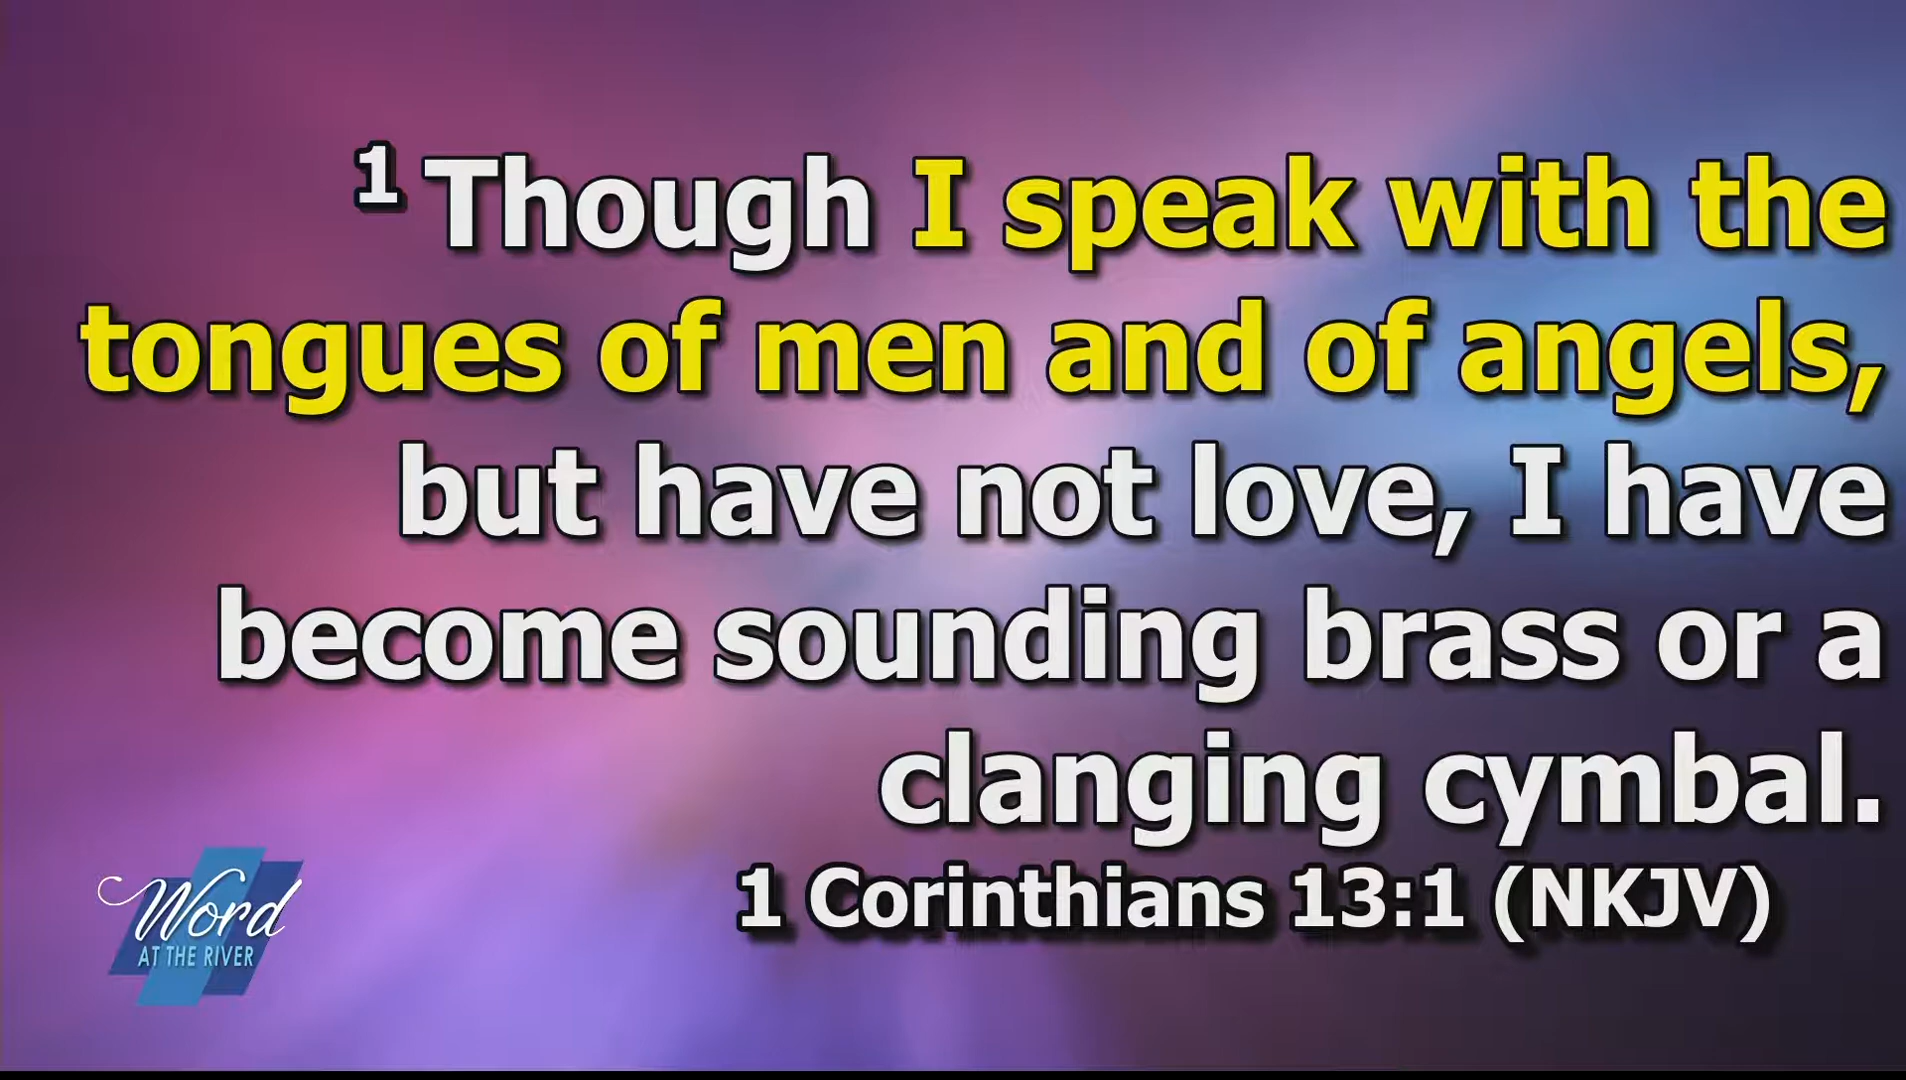 1 Though I speak with the
tongues of men and of angels,
but have not love, I have
become sounding brass or a
clanging cymbal.
1 Corinthians 13:1 (NKJV)
Word
AT THE RIVER